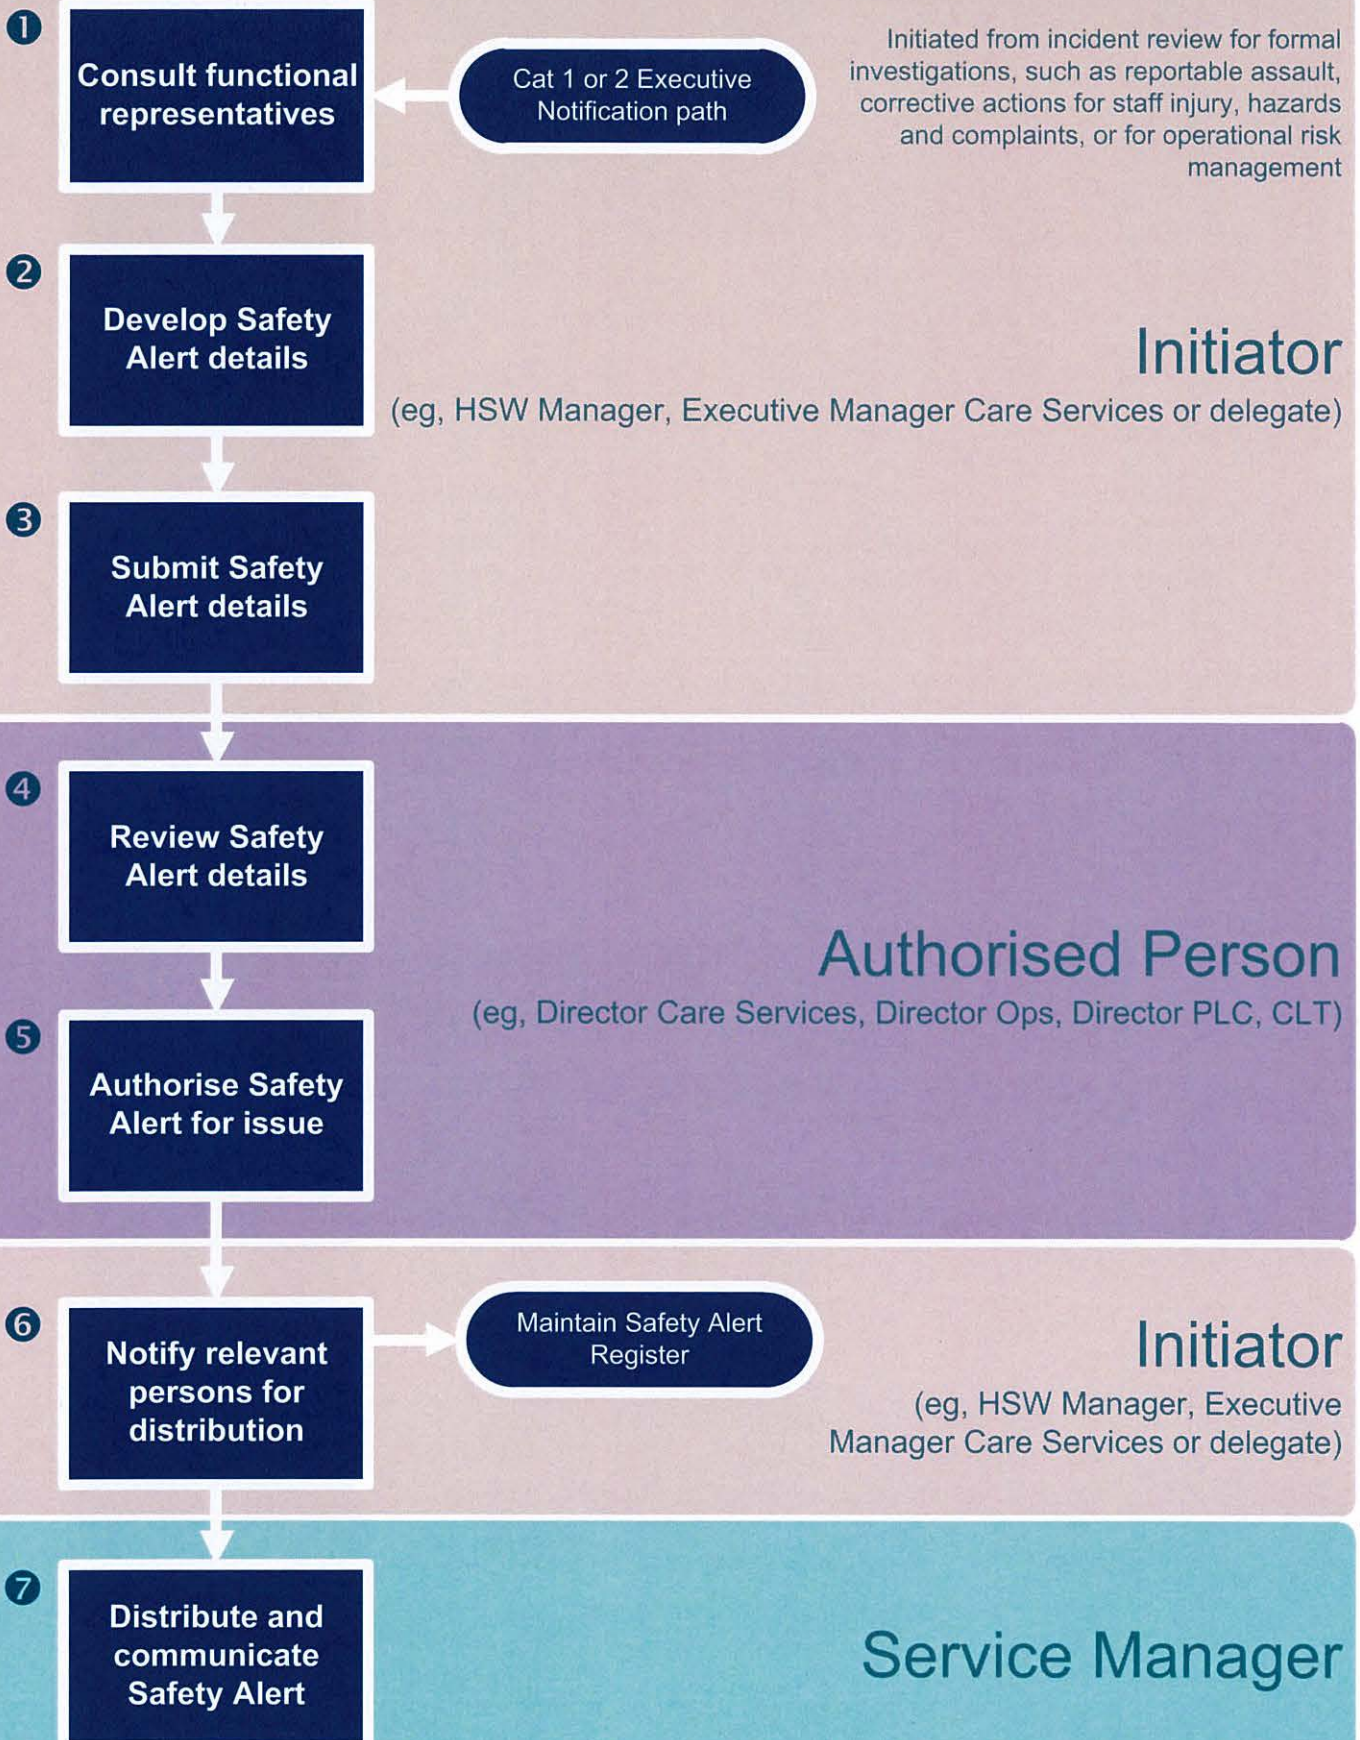 1
Consult functional
representatives
Cat 1 or 2 Executive
Notification path
Initiated from incident review for formal
investigations, such as reportable assault,
corrective actions for staff injury, hazards
and complaints, or for operational risk
management
2
Develop Safety
Alert details
Initiator
(eg, HSW Manager, Executive Manager Care Services or delegate)
3
Submit Safety
Alert details
4
Review Safety
Alert details
Authorised Person
(eg, Director Care Services, Director Ops, Director PLC, CLT)
5
Authorise Safety
Alert for issue
6
Notify relevant
persons for
distribution
Maintain Safety Alert
Register
Initiator
(eg, HSW Manager, Executive
Manager Care Services or delegate)
7
Distribute and
communicate
Safety Alert
Service Manager